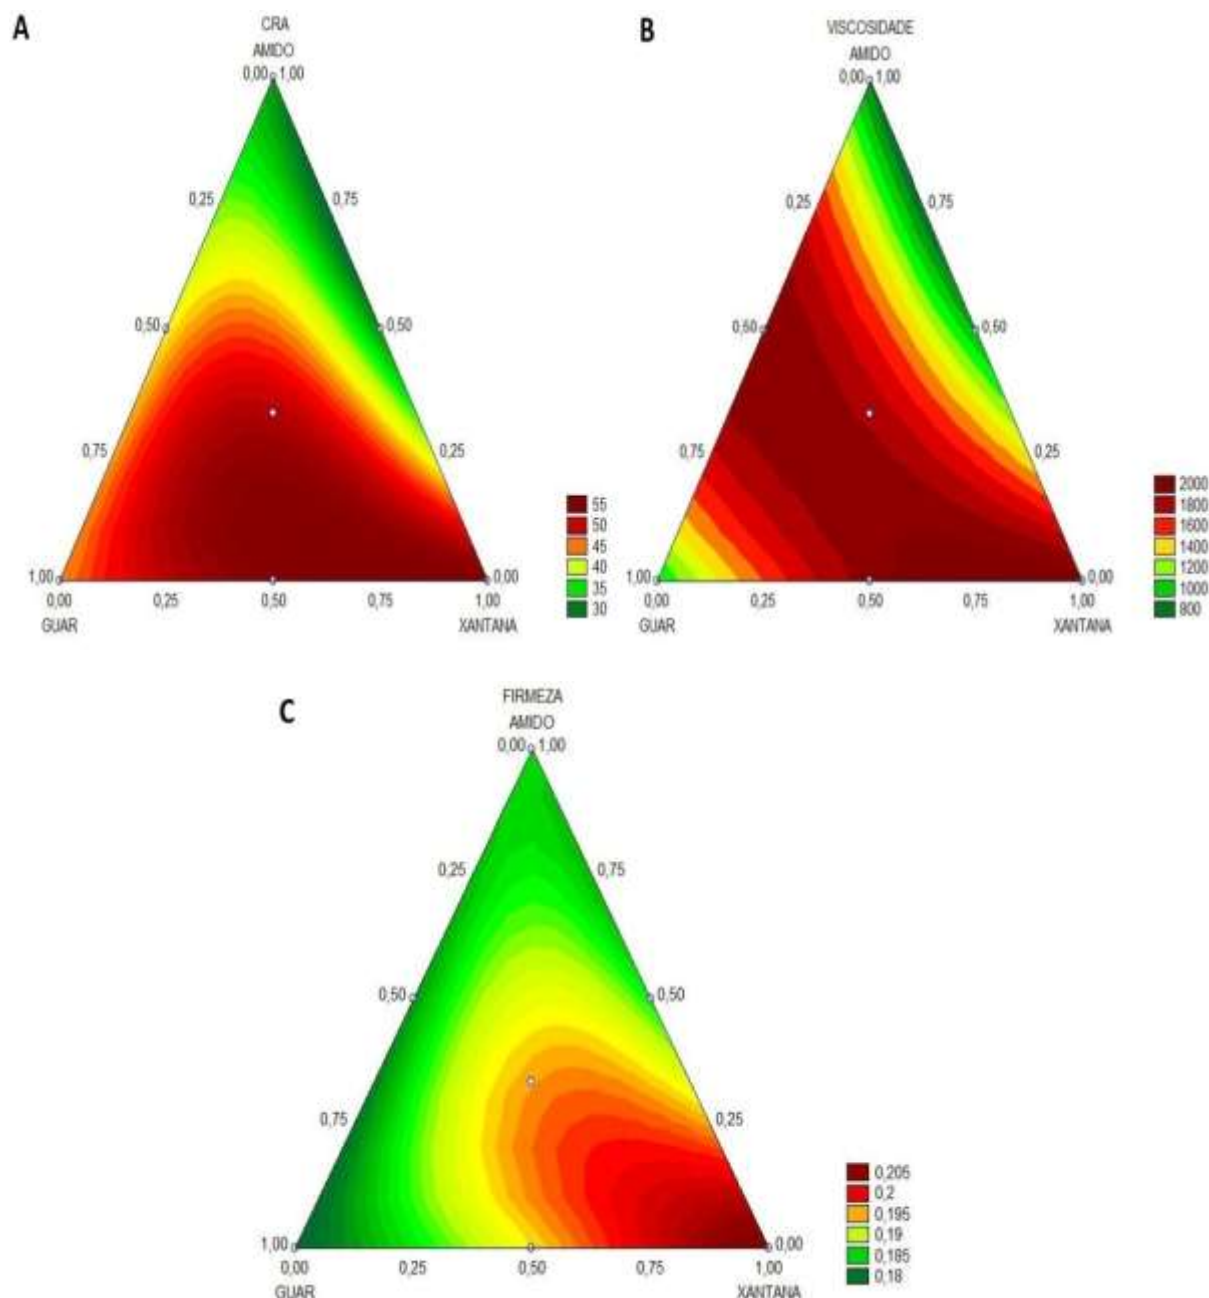 A
CRA
AMIDO
0,00 1,00
0,25 0,75
0,50 0,50
0,75 0,25
1,00 0,00
0,00 0,25 0,50 0,75 1,00
GUAR XANTANA
55
50
45
40
35
30
B
VISCOSIDADE
AMIDO
0,00 1,00
0,25 0,75
0,50 0,50
0,75 0,25
1,00 0,00
0,00 0,25 0,50 0,75 1,00
GUAR XANTANA
2000
1800
1600
1400
1200
1000
800
C
FIRMEZA
AMIDO
0,00 1,00
0,25 0,75
0,50 0,50
0,75 0,25
1,00 0,00
0,00 0,25 0,50 0,75 1,00
GUAR XANTANA
0,205
0,2
0,195
0,19
0,185
0,18